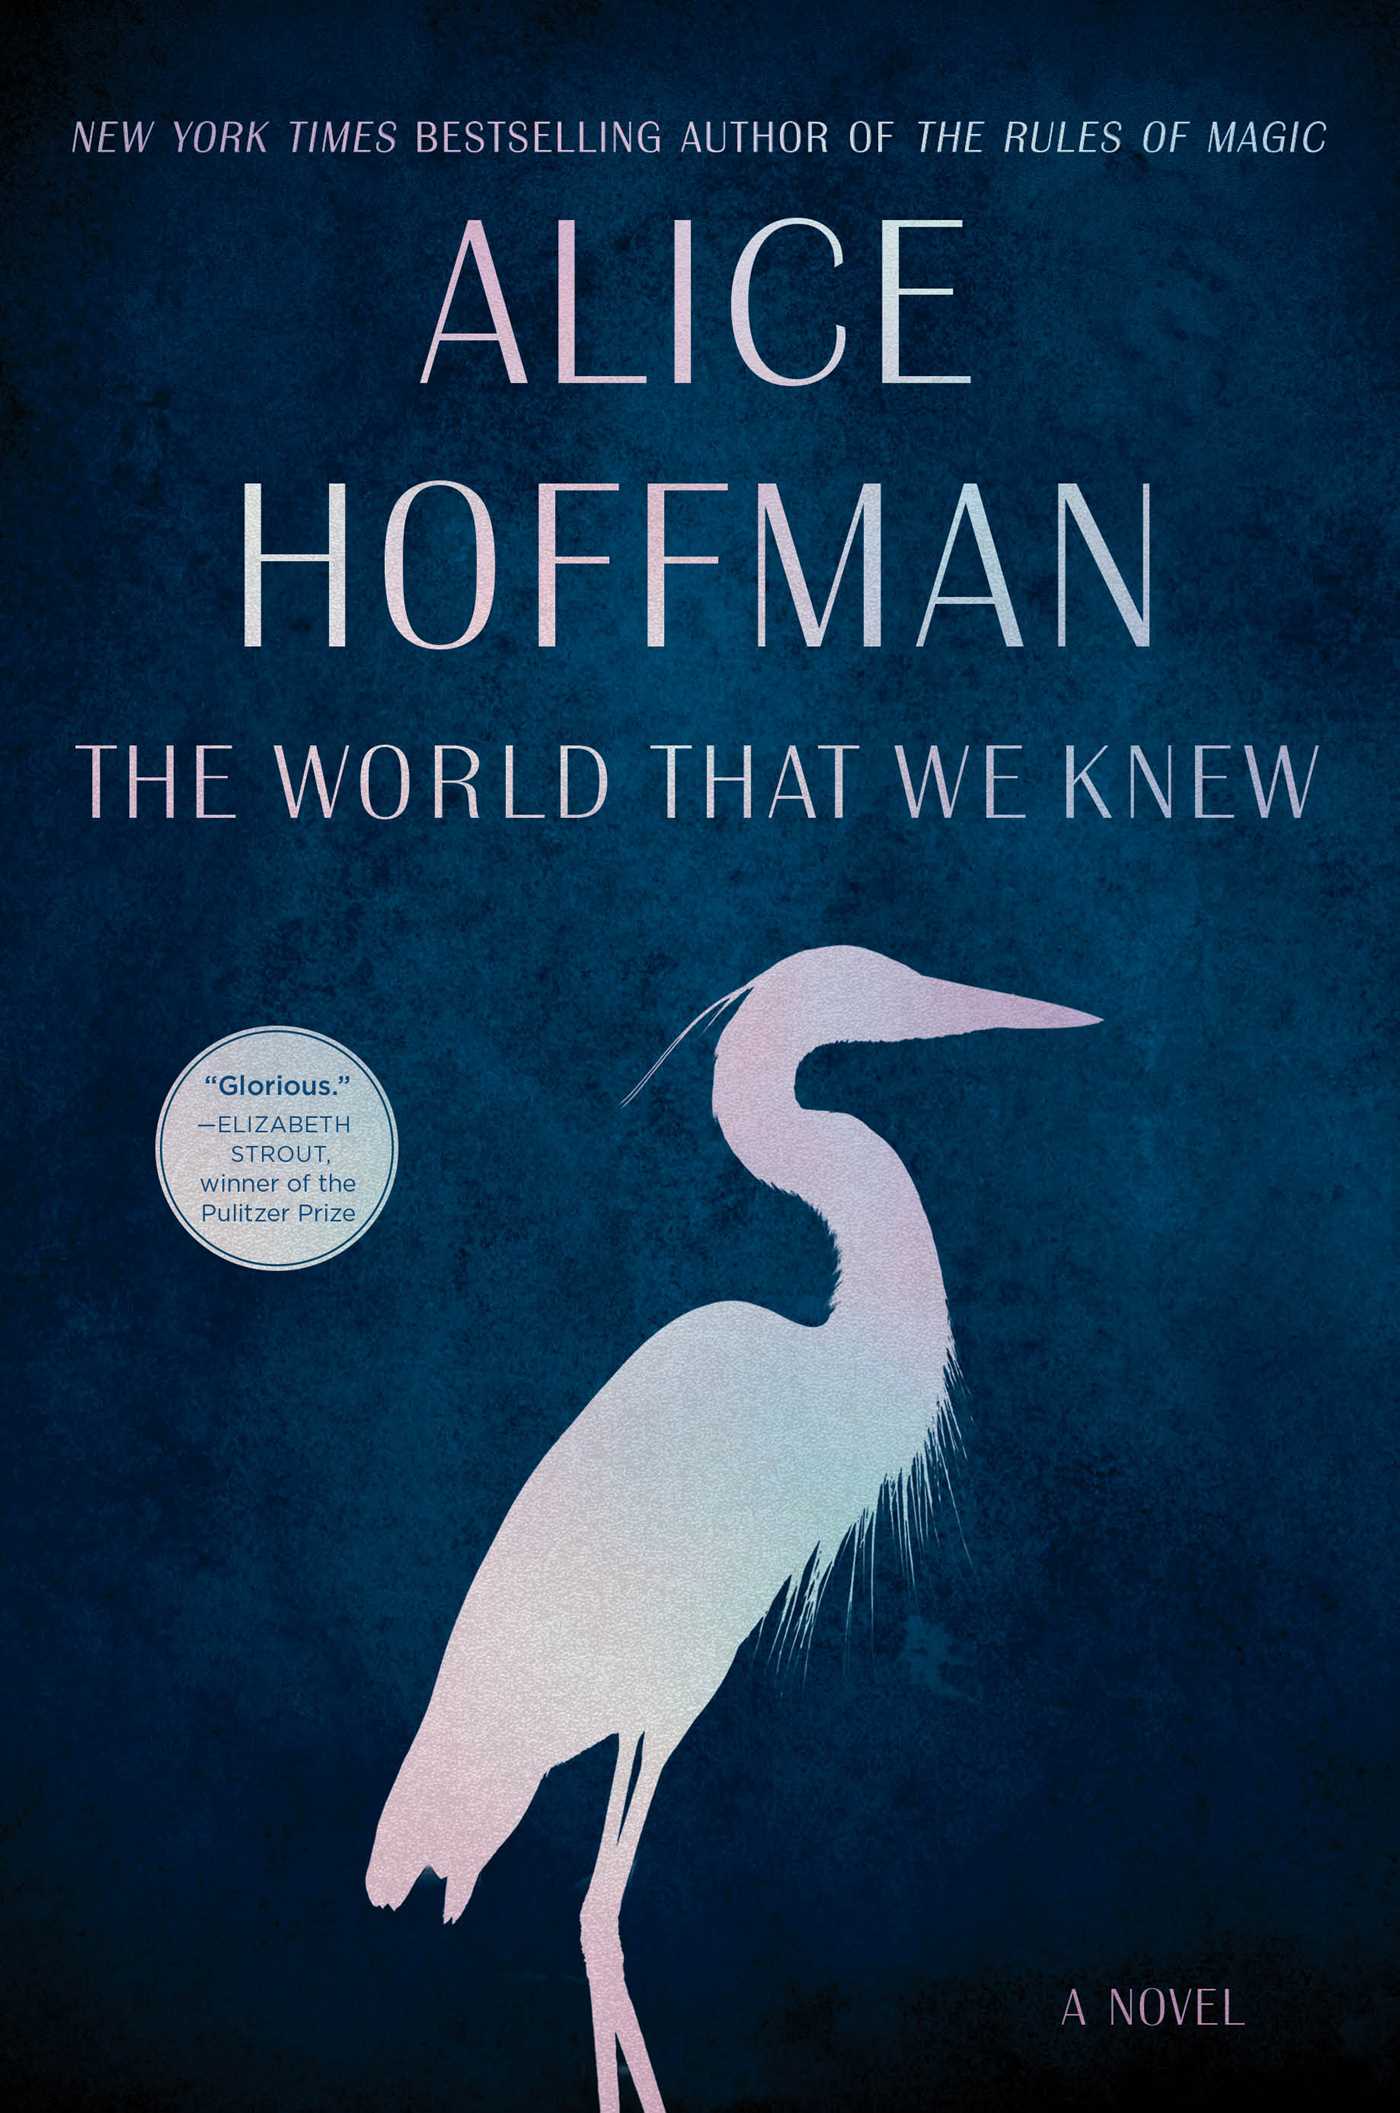 NEW YORK TIMES BESTSELLING AUTHOR OF THE RULES OF MAGIC
ALICE
HOFFMAN
THE WORLD THAT WE KNEW
“Glorious.”
—ELIZABETH
STROUT,
winner of the
Pulitzer Prize
A NOVEL